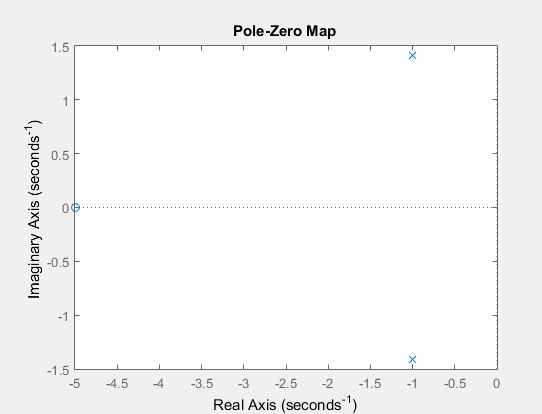 Pole-Zero Map
1.5
1
0.5
0
-0.5
-1
-1.5
Imaginary Axis (seconds⁻¹)
-5 -4.5 -4 -3.5 -3 -2.5 -2 -1.5 -1 -0.5 0
Real Axis (seconds⁻¹)